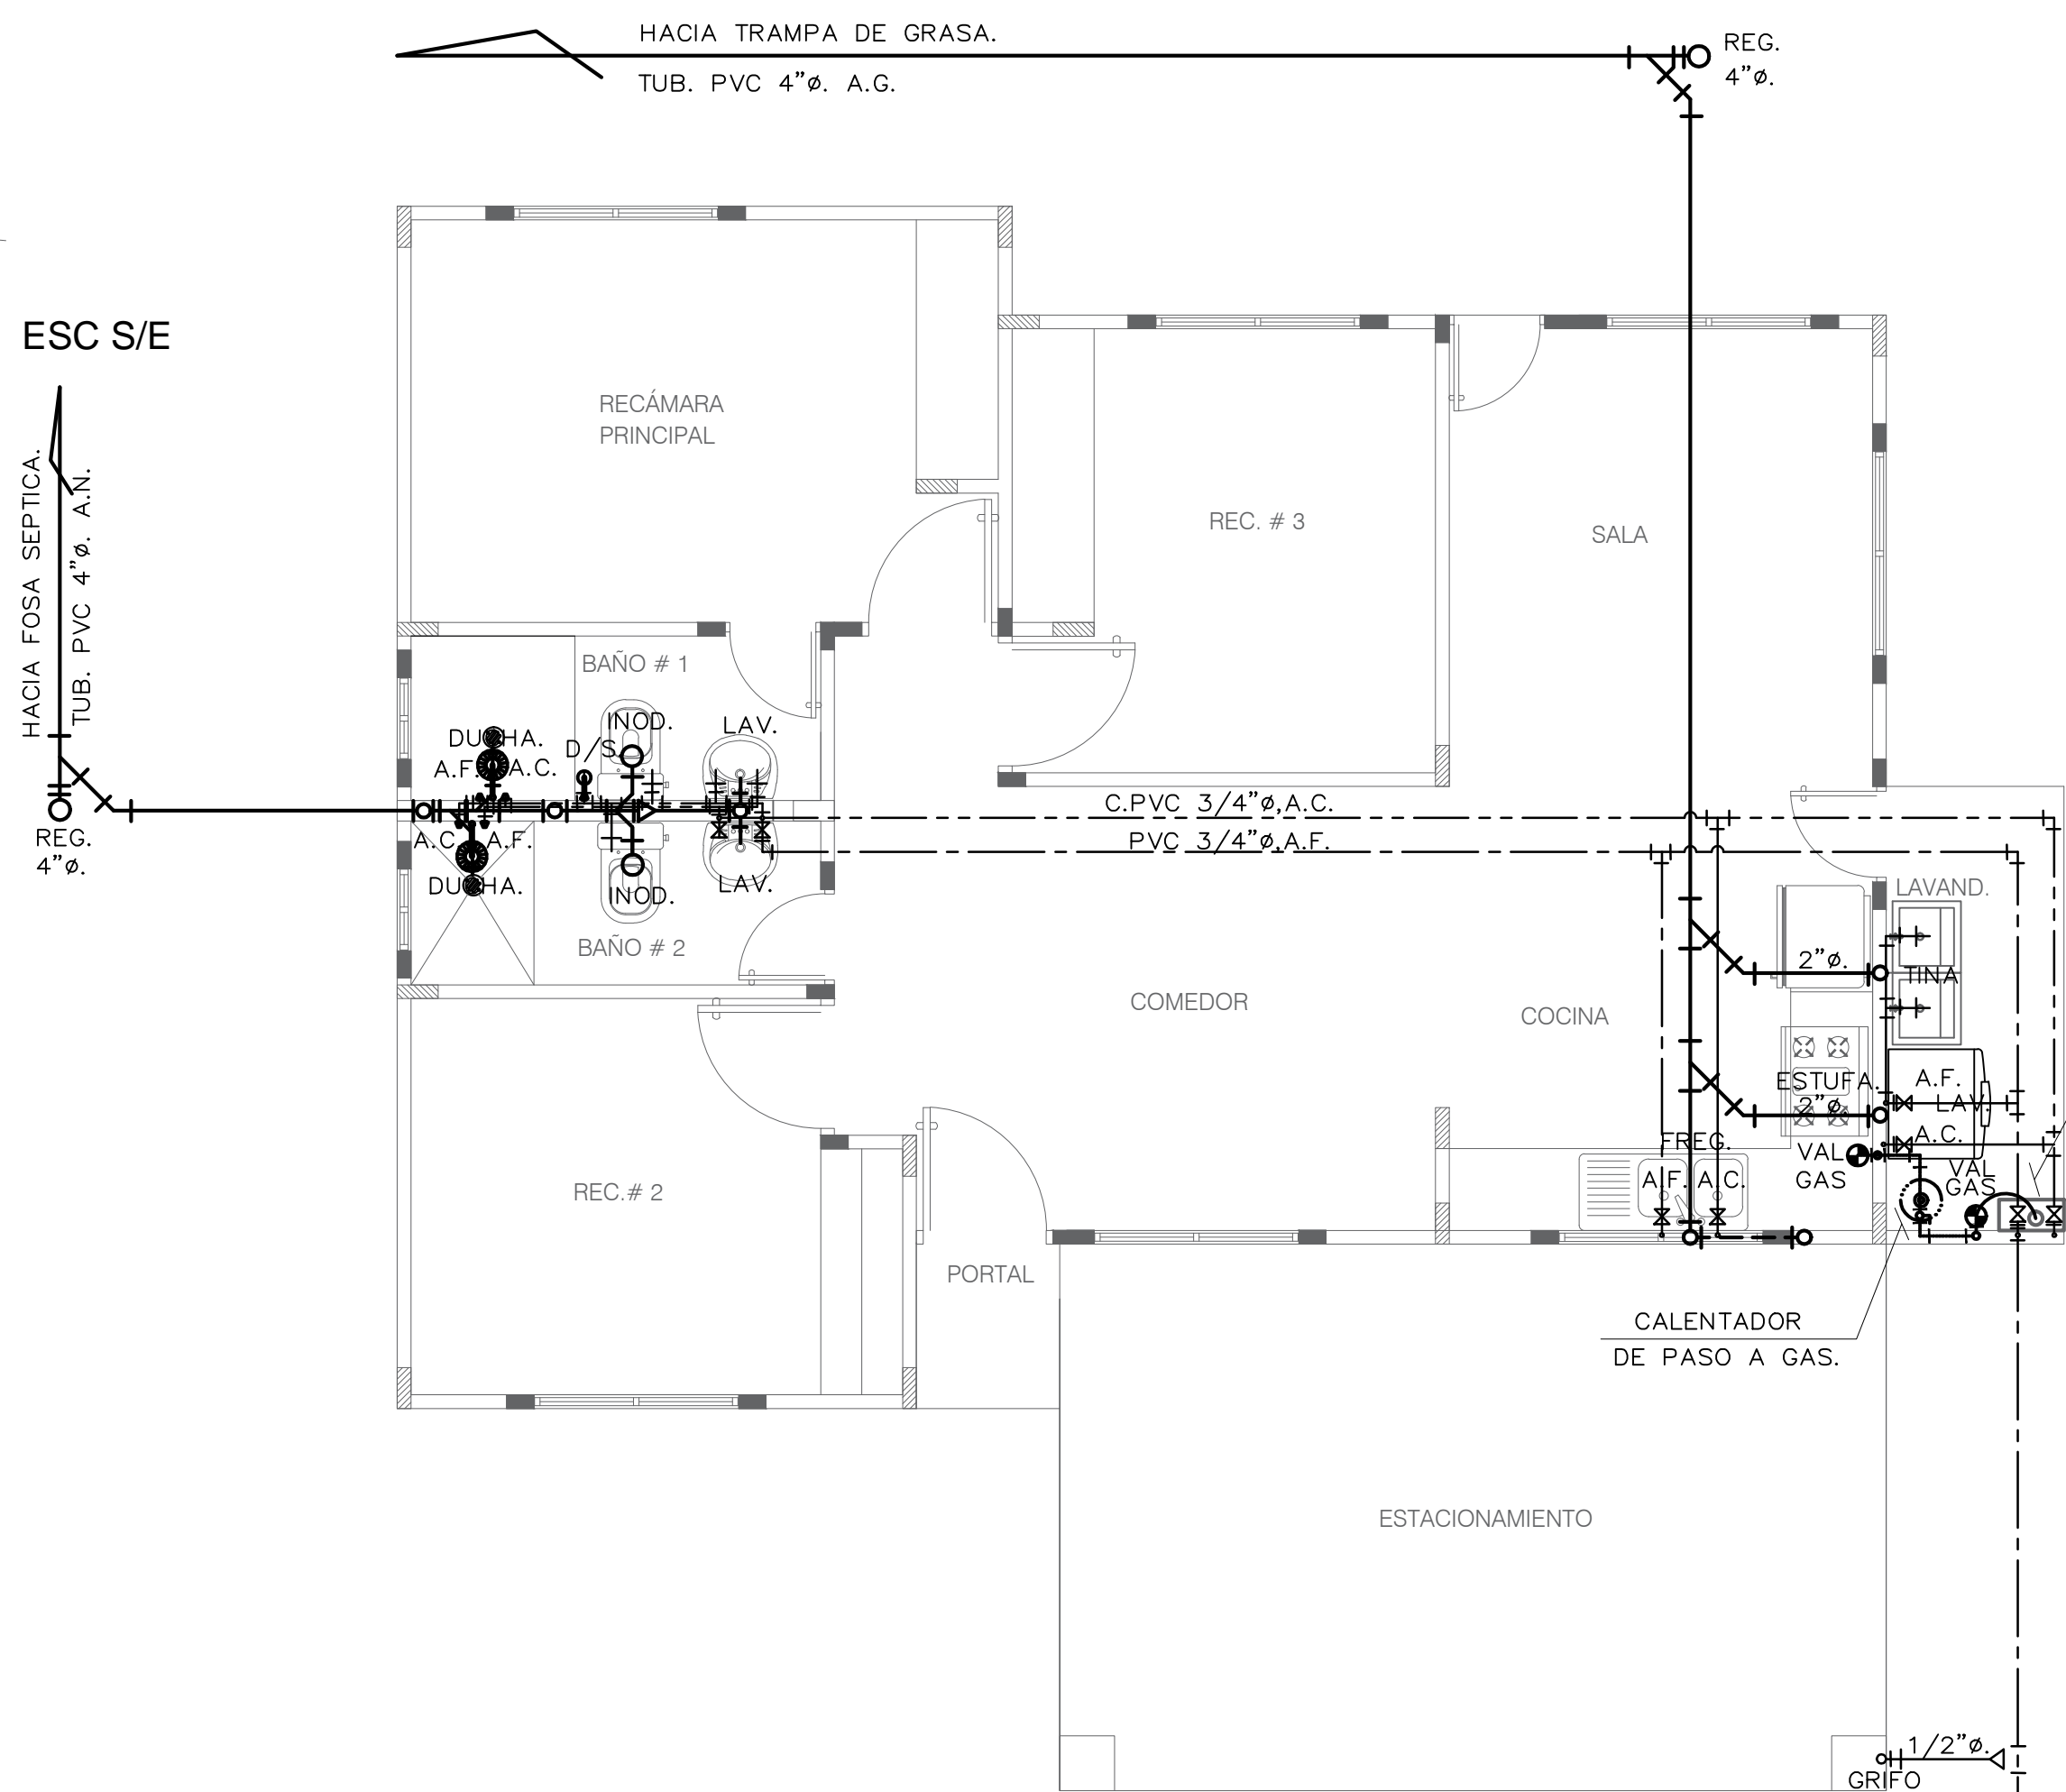 HACIA TRAMPA DE GRASA.
TUB. PVC 4"ø. A.G.
REG.
4"ø.
ESC S/E
HACIA FOSA SEPTICA.
TUB. PVC 4"ø. A.N.
REG.
4"ø.
RECÁMARA
PRINCIPAL
REC. # 3
SALA
BAÑO # 1
INOD.
LAV.
DUCHA.
D/S.
A.F.
A.C.
A.C.
A.F.
DUCHA.
INOD.
LAV.
BAÑO # 2
C.PVC 3/4"ø,A.C.
PVC 3/4"ø,A.F.
LAVAND.
2"ø.
TINA
COMEDOR
COCINA
ESTUFA.
2"ø.
A.F.
LAV.
A.C.
FREG.
A.F.
A.C.
VAL
GAS
VAL
GAS
REC.# 2
PORTAL
CALENTADOR
DE PASO A GAS.
ESTACIONAMIENTO
1/2"ø.
GRIFO